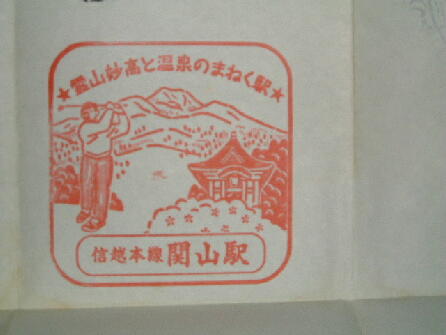 ★霊山妙高と温泉のまねく駅★
信越本線 関山駅